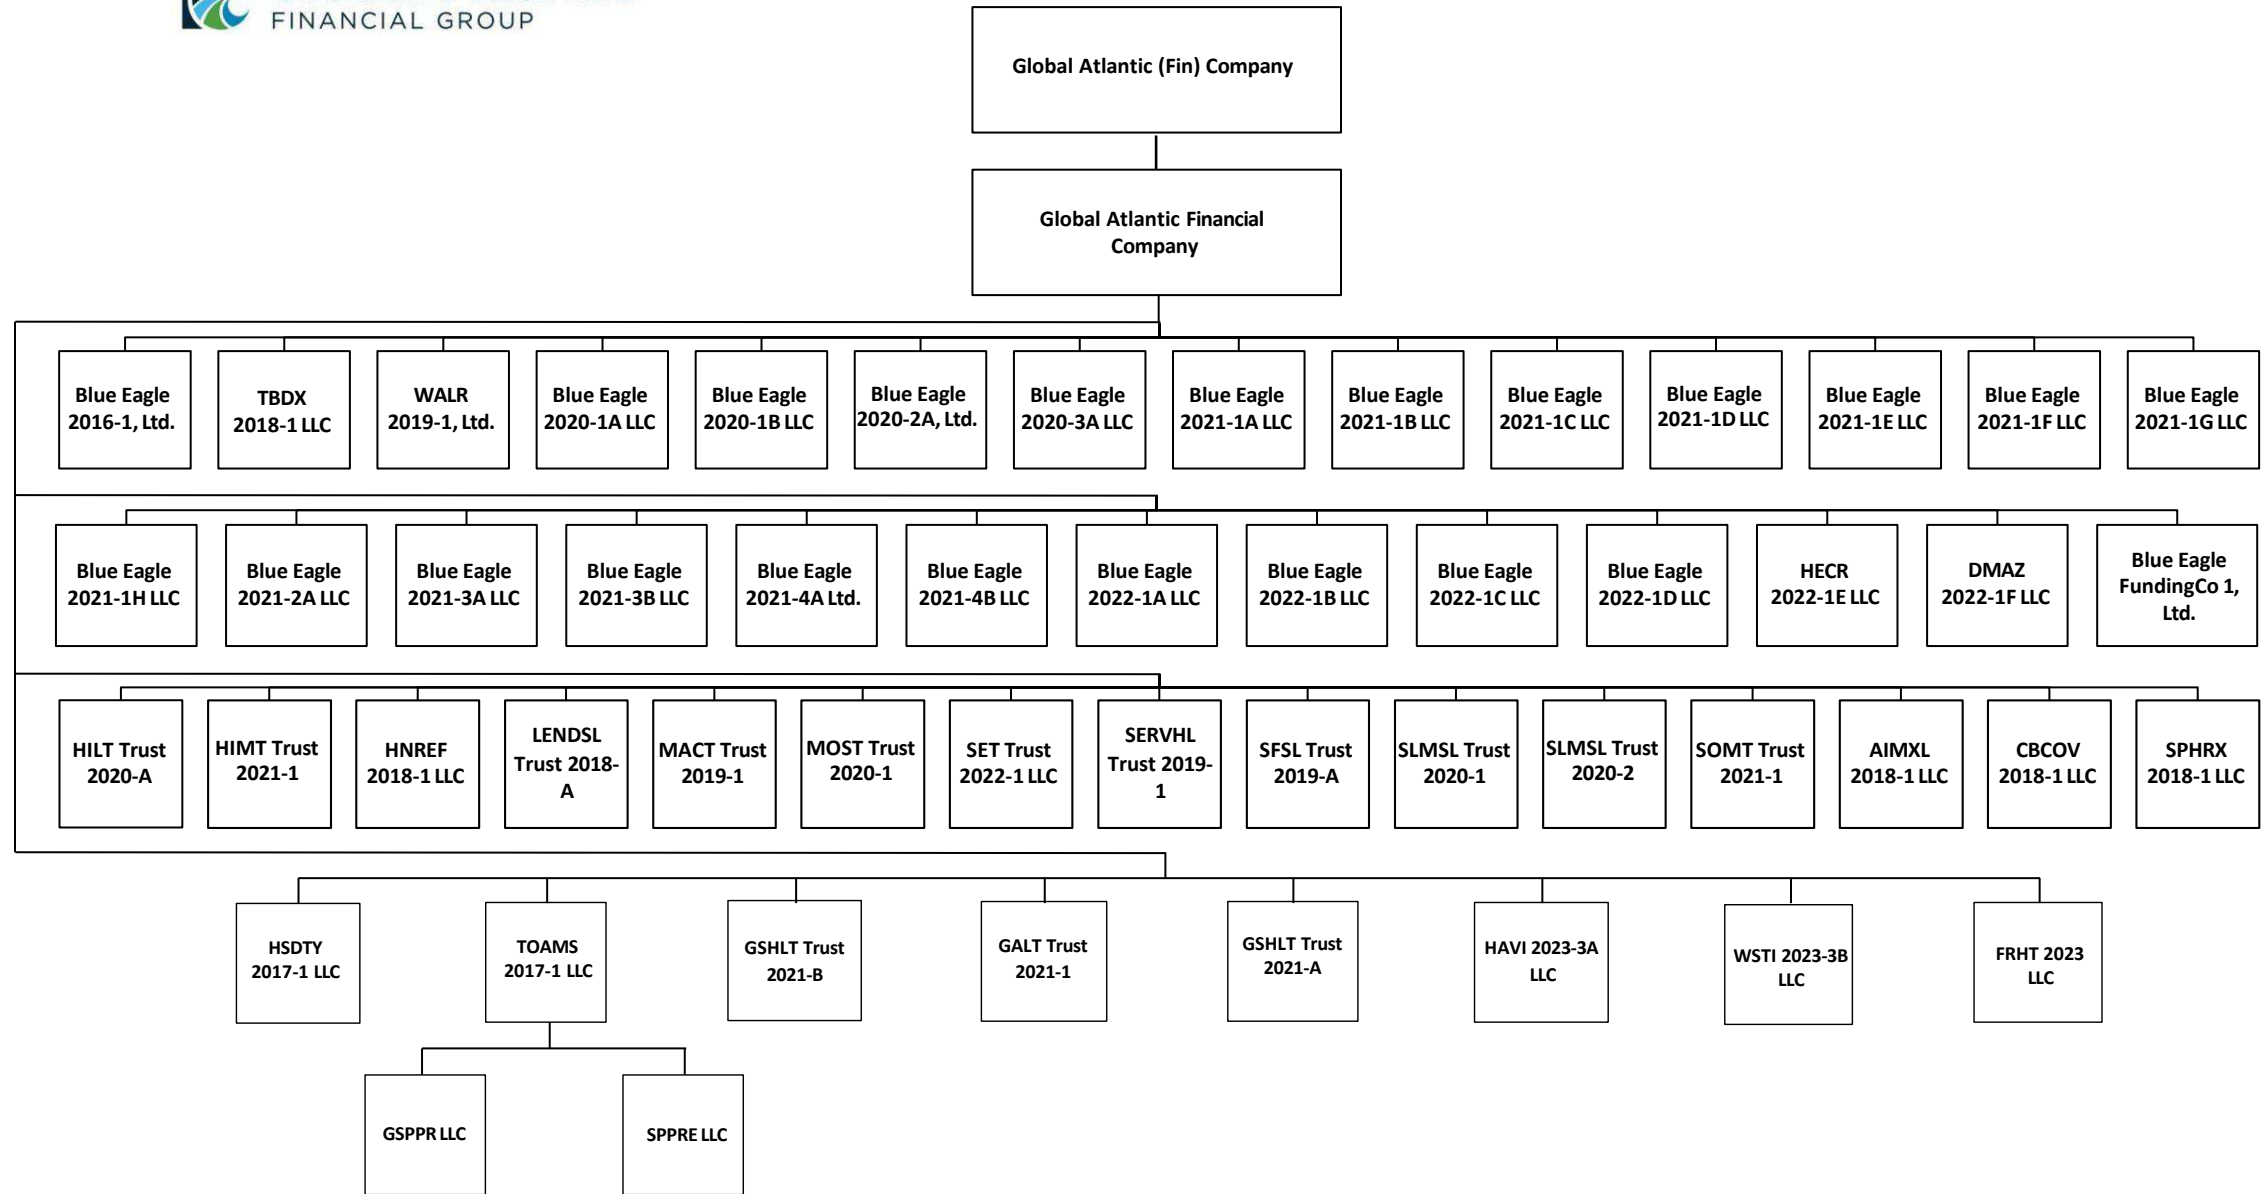 FINANCIAL GROUP
Global Atlantic (Fin) Company
Global Atlantic Financial
Company
Blue Eagle
2016-1, Ltd.
TBDX
2018-1 LLC
WALR
2019-1, Ltd.
Blue Eagle
2020-1A LLC
Blue Eagle
2020-1B LLC
Blue Eagle
2020-2A, Ltd.
Blue Eagle
2020-3A LLC
Blue Eagle
2021-1A LLC
Blue Eagle
2021-1B LLC
Blue Eagle
2021-1C LLC
Blue Eagle
2021-1D LLC
Blue Eagle
2021-1E LLC
Blue Eagle
2021-1F LLC
Blue Eagle
2021-1G LLC
Blue Eagle
2021-1H LLC
Blue Eagle
2021-2A LLC
Blue Eagle
2021-3A LLC
Blue Eagle
2021-3B LLC
Blue Eagle
2021-4A Ltd.
Blue Eagle
2021-4B LLC
Blue Eagle
2022-1A LLC
Blue Eagle
2022-1B LLC
Blue Eagle
2022-1C LLC
Blue Eagle
2022-1D LLC
HECR
2022-1E LLC
DMAZ
2022-1F LLC
Blue Eagle
FundingCo 1,
Ltd.
HILT Trust
2020-A
HIMT Trust
2021-1
HNREF
2018-1 LLC
LENDSL
Trust 2018-
A
MACT Trust
2019-1
MOST Trust
2020-1
SET Trust
2022-1 LLC
SERVHL
Trust 2019-
1
SFSL Trust
2019-A
SLMSL Trust
2020-1
SLMSL Trust
2020-2
SOMT Trust
2021-1
AIMXL
2018-1 LLC
CBCOV
2018-1 LLC
SPHRX
2018-1 LLC
HSDTY
2017-1 LLC
TOAMS
2017-1 LLC
GSHLT Trust
2021-B
GALT Trust
2021-1
GSHLT Trust
2021-A
HAVI 2023-3A
LLC
WSTI 2023-3B
LLC
FRHT 2023
LLC
GSPPR LLC
SPPRE LLC